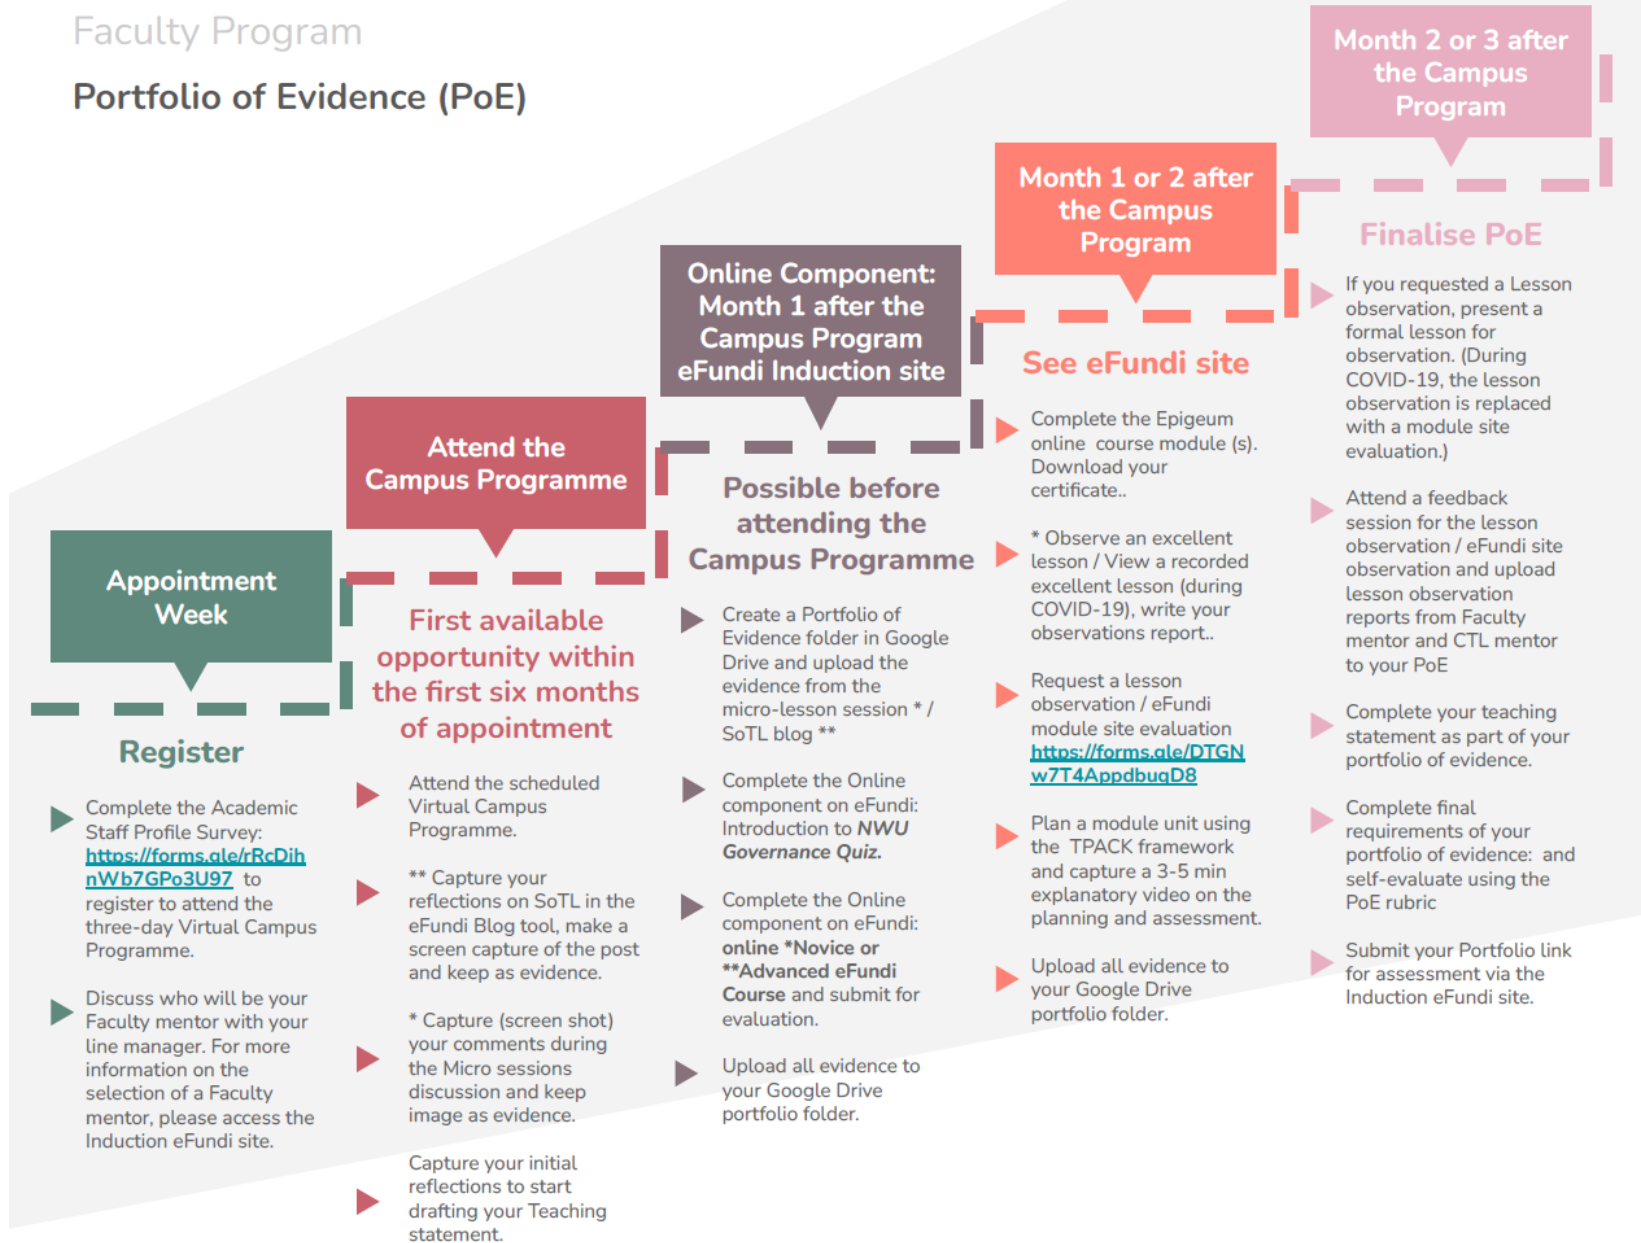 Faculty Program
Portfolio of Evidence (PoE)
Appointment
Week
Register
Complete the Academic
Staff Profile Survey:
https://forms.gle/rRcDih
nWb7GPo3U97 to
register to attend the
three-day Virtual Campus
Programme.
Discuss who will be your
Faculty mentor with your
line manager. For more
information on the
selection of a Faculty
mentor, please access the
Induction eFundi site.
Attend the
Campus Programme
First available
opportunity within
the first six months
of appointment
Attend the scheduled
Virtual Campus
Programme.
** Capture your
reflections on SoTL in the
eFundi Blog tool, make a
screen capture of the post
and keep as evidence.
* Capture (screen shot)
your comments during
the Micro sessions
discussion and keep
image as evidence.
Capture your initial
reflections to start
drafting your Teaching
statement.
Online Component:
Month 1 after the
Campus Program
eFundi Induction site
Possible before
attending the
Campus Programme
Create a Portfolio of
Evidence folder in Google
Drive and upload the
evidence from the
micro-lesson session * /
SoTL blog **
Complete the Online
component on eFundi:
Introduction to NWU
Governance Quiz.
Complete the Online
component on eFundi:
online *Novice or
**Advanced eFundi
Course and submit for
evaluation.
Upload all evidence to
your Google Drive
portfolio folder.
Month 1 or 2 after
the Campus
Program
See eFundi site
Complete the Epigeum
online course module (s).
Download your
certificate..
* Observe an excellent
lesson / View a recorded
excellent lesson (during
COVID-19), write your
observations report..
Request a lesson
observation / eFundi
module site evaluation
https://forms.gle/DTGN
w7T4AppdbugD8
Plan a module unit using
the TPACK framework
and capture a 3-5 min
explanatory video on the
planning and assessment.
Upload all evidence to
your Google Drive
portfolio folder.
Month 2 or 3 after
the Campus
Program
Finalise PoE
If you requested a Lesson
observation, present a
formal lesson for
observation. (During
COVID-19, the lesson
observation is replaced
with a module site
evaluation.)
Attend a feedback
session for the lesson
observation / eFundi site
observation and upload
lesson observation
reports from Faculty
mentor and CTL mentor
to your PoE
Complete your teaching
statement as part of your
portfolio of evidence.
Complete final
requirements of your
portfolio of evidence: and
self-evaluate using the
PoE rubric
Submit your Portfolio link
for assessment via the
Induction eFundi site.